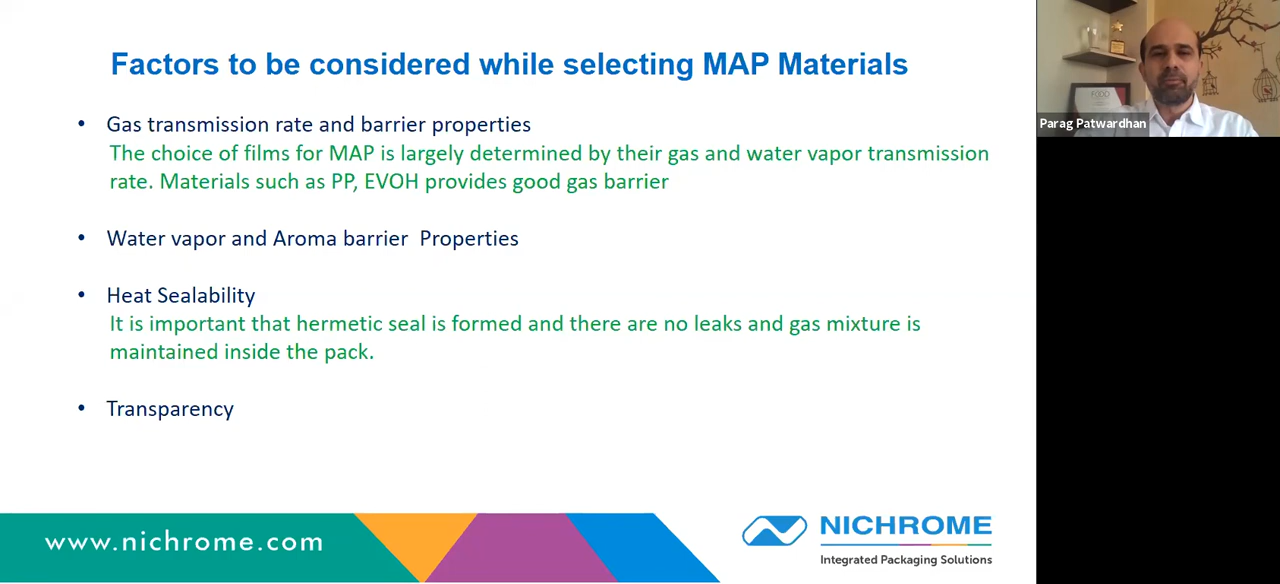 Factors to be considered while selecting MAP Materials
• Gas transmission rate and barrier properties
The choice of films for MAP is largely determined by their gas and water vapor transmission
rate. Materials such as PP, EVOH provides good gas barrier
• Water vapor and Aroma barrier Properties
• Heat Sealability
It is important that hermetic seal is formed and there are no leaks and gas mixture is
maintained inside the pack.
• Transparency
www.nichrome.com
NICHROME
Integrated Packaging Solutions
Parag Patwardhan